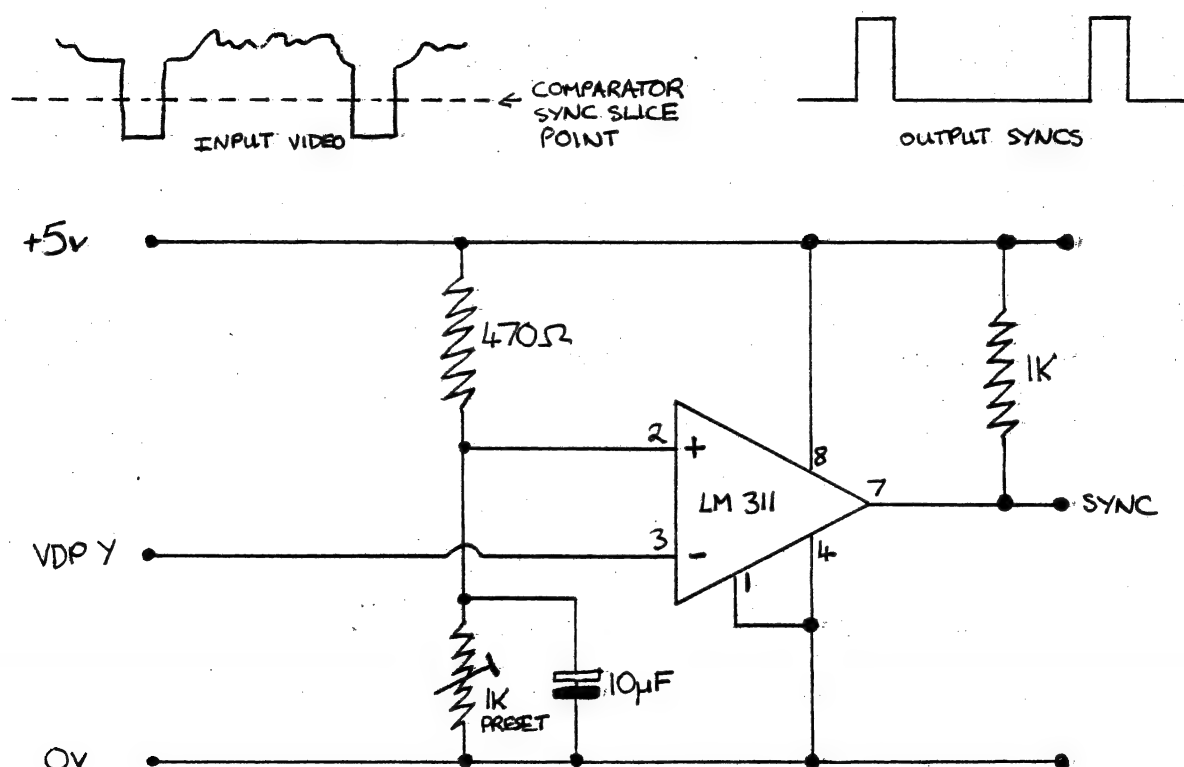 COMPARATOR
SYNC SLICE
POINT
INPUT VIDEO
OUTPUT SYNCS
+5v
470Ω
1K
2
+
8
LM 311
7
SYNC
VDP Y
3
-
4
1
10µF
1K
PRESET
0v